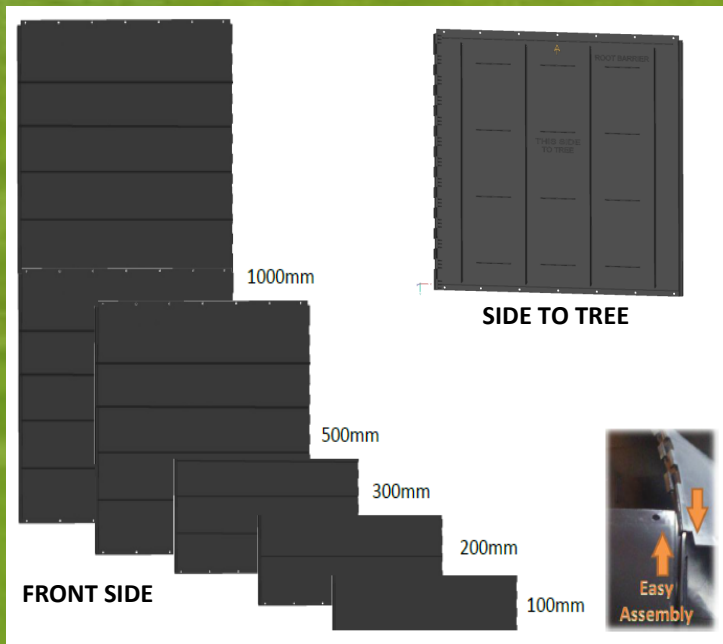 ROOT BARRIER
THIS SIDE
TO TREE
1000mm
SIDE TO TREE
500mm
300mm
200mm
100mm
FRONT SIDE
Easy
Assembly